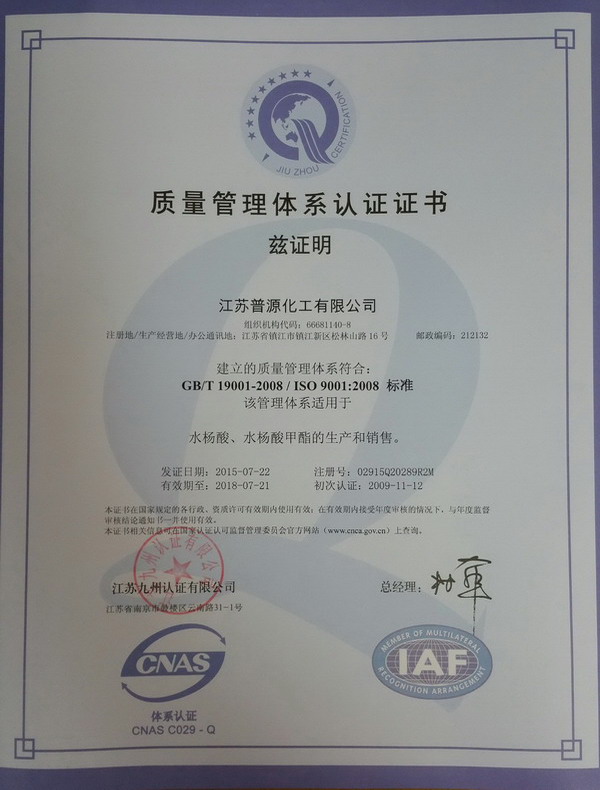 JIU ZHOU CERTIFICATION
质量管理体系认证证书
兹证明
江苏普源化工有限公司
组织机构代码：66681140-8
注册地/生产经营地/办公通讯地：江苏省镇江市镇江新区松林山路 16 号 邮政编码：212132
建立的质量管理体系符合：
GB/T 19001-2008 / ISO 9001:2008 标准
该管理体系适用于
水杨酸、水杨酸甲酯的生产和销售。
发证日期：2015-07-22 注册号：02915Q20289R2M
有效期至：2018-07-21 初次认证：2009-11-12
本证书在国家规定的各行政、资质许可有效期内使用有效；在有效期内接受年度审核的情况下，与年度监督
审核结论通知书一并使用有效。
本证书相关信息可在国家认证认可监督管理委员会官方网站（www.cnca.gov.cn）上查询。
江苏九州认证有限公司 总经理：
江苏省南京市鼓楼区云南路31-1号
CNAS
体系认证
CNAS C029 - Q
MEMBER OF MULTILATERAL
IAF
RECOGNITION ARRANGEMENT